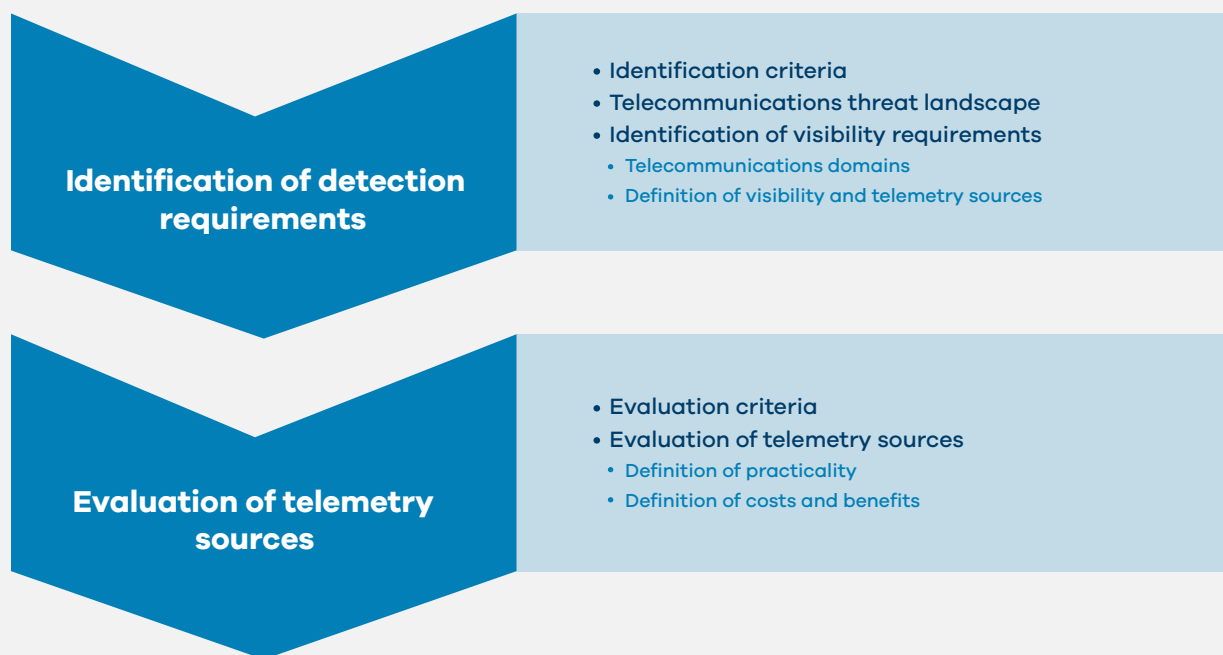 Identification of detection
requirements
• Identification criteria
• Telecommunications threat landscape
• Identification of visibility requirements
• Telecommunications domains
• Definition of visibility and telemetry sources
Evaluation of telemetry
sources
• Evaluation criteria
• Evaluation of telemetry sources
• Definition of practicality
• Definition of costs and benefits